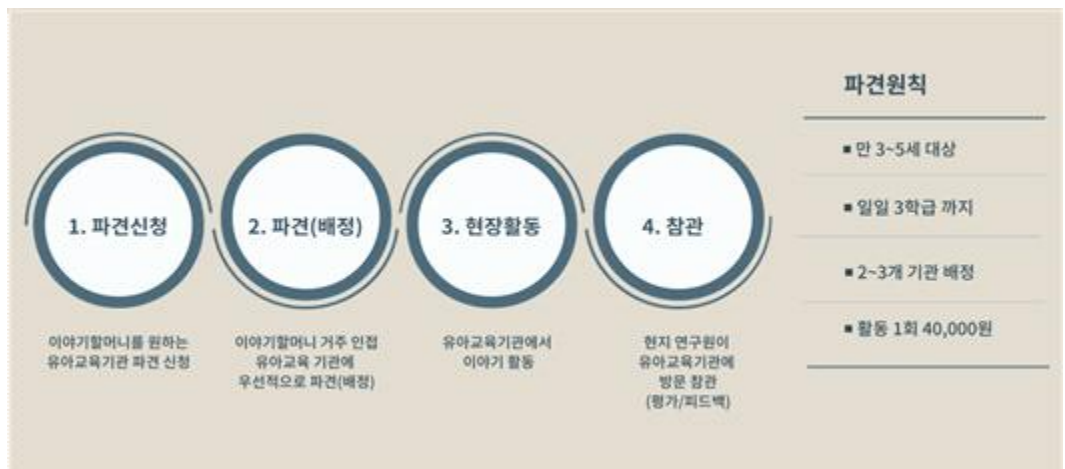 1. 파견신청
이야기할머니를 원하는
유아교육기관 파견 신청
2. 파견(배정)
이야기할머니 거주 인접
유아교육 기관에
우선적으로 파견(배정)
3. 현장활동
유아교육기관에서
이야기 활동
4. 참관
현지 연구원이
유아교육기관에
방문 참관
(평가/피드백)
파견원칙
▪ 만 3~5세 대상
▪ 일일 3학급 까지
▪ 2~3개 기관 배정
▪ 활동 1회 40,000원